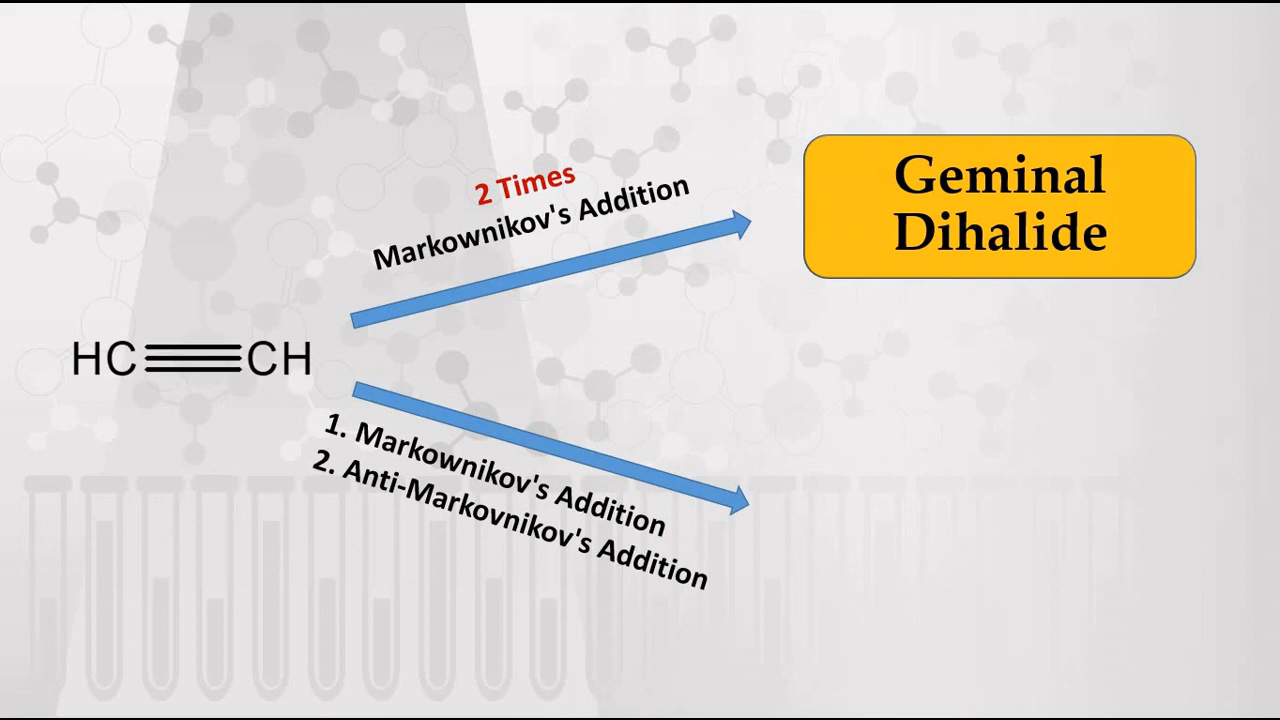 2 Times
Markownikov's Addition
Geminal
Dihalide
HC≡CH
1. Markownikov's Addition
2. Anti-Markovnikov's Addition